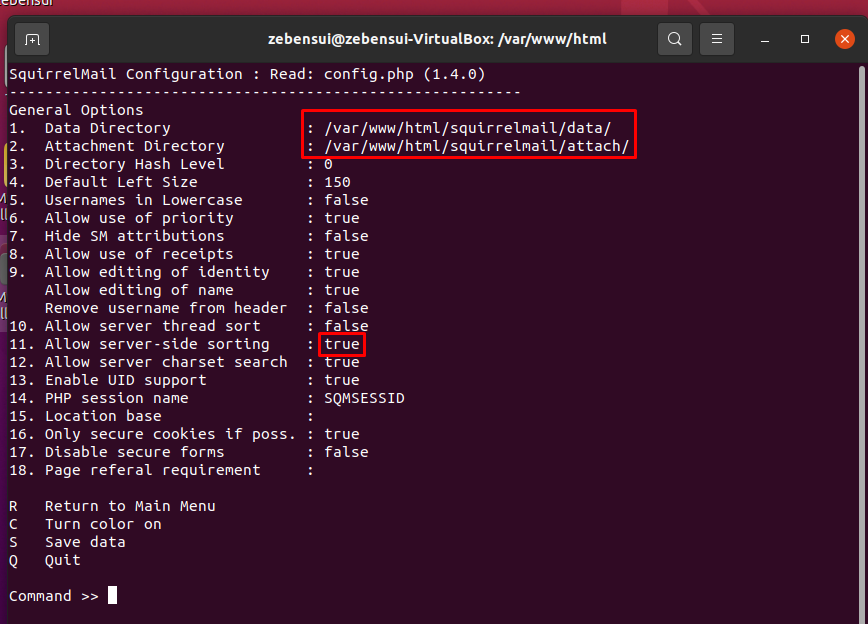 zebensui
zebensui@zebensui-VirtualBox: /var/www/html
SquirrelMail Configuration : Read: config.php (1.4.0)
---------------------------------------------------------
General Options
1.  Data Directory               : /var/www/html/squirrelmail/data/
2.  Attachment Directory         : /var/www/html/squirrelmail/attach/
3.  Directory Hash Level         : 0
4.  Default Left Size            : 150
5.  Usernames in Lowercase       : false
6.  Allow use of priority        : true
7.  Hide SM attributions         : false
8.  Allow use of receipts        : true
9.  Allow editing of identity    : true
    Allow editing of name        : true
    Remove username from header  : false
10. Allow server thread sort     : false
11. Allow server-side sorting    : true
12. Allow server charset search  : true
13. Enable UID support           : true
14. PHP session name             : SQMSESSID
15. Location base                :
16. Only secure cookies if poss. : true
17. Disable secure forms         : false
18. Page referal requirement     :
R   Return to Main Menu
C   Turn color on
S   Save data
Q   Quit
Command >>